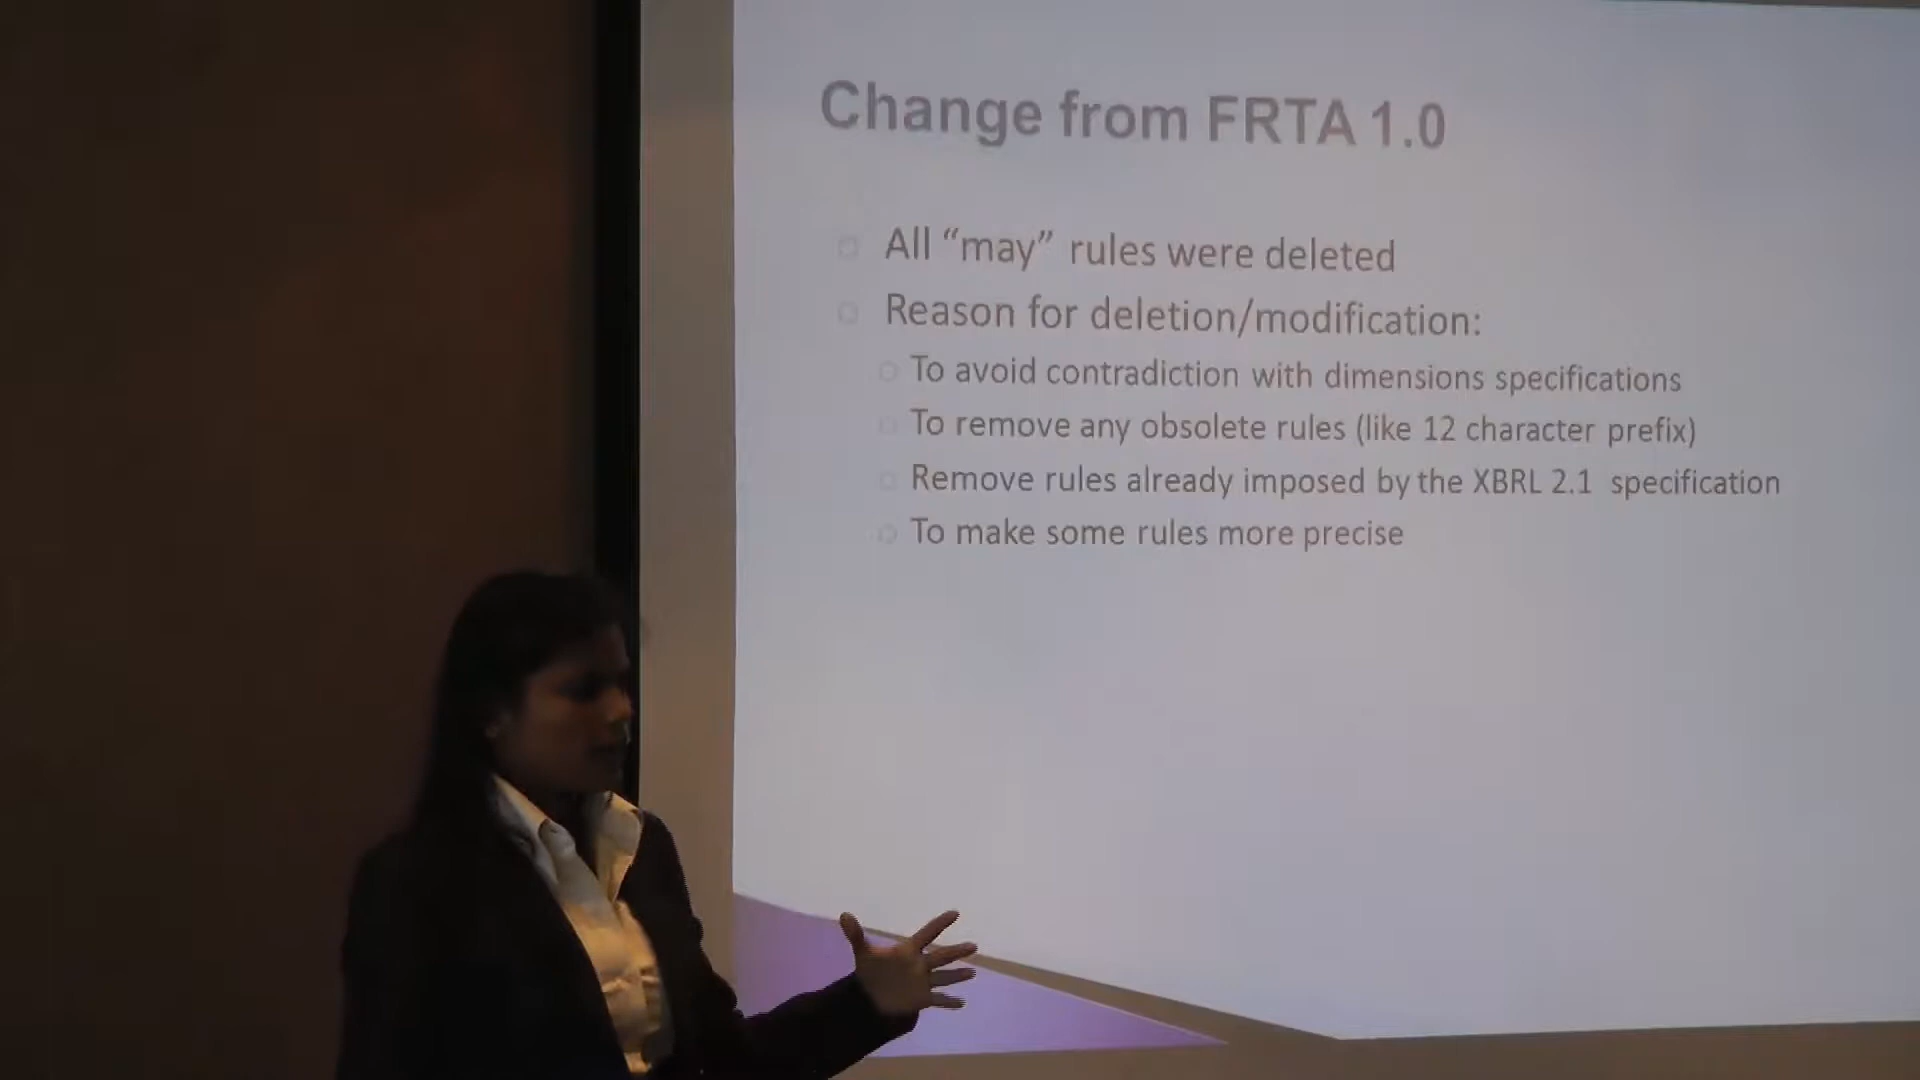 Change from FRTA 1.0
All “may” rules were deleted
Reason for deletion/modification:
To avoid contradiction with dimensions specifications
To remove any obsolete rules (like 12 character prefix)
Remove rules already imposed by the XBRL 2.1 specification
To make some rules more precise